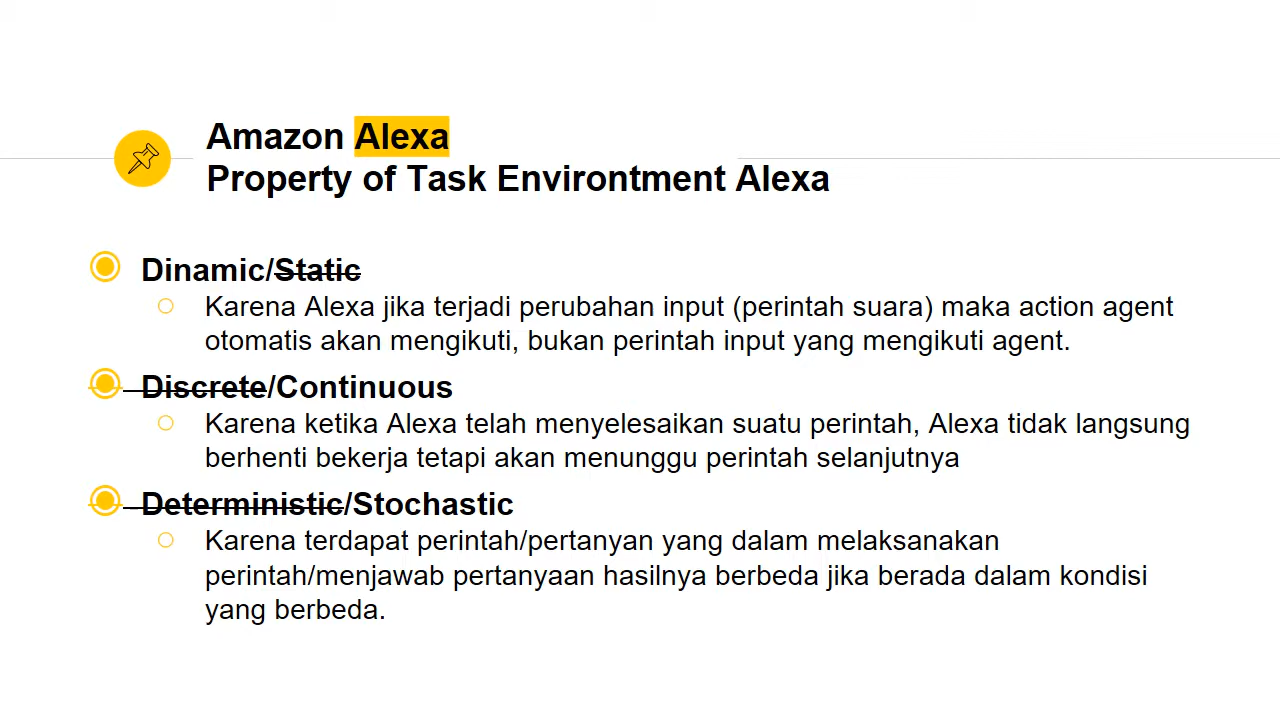 Amazon Alexa
Property of Task Environtment Alexa
Dinamic/Static
Karena Alexa jika terjadi perubahan input (perintah suara) maka action agent
otomatis akan mengikuti, bukan perintah input yang mengikuti agent.
Discrete/Continuous
Karena ketika Alexa telah menyelesaikan suatu perintah, Alexa tidak langsung
berhenti bekerja tetapi akan menunggu perintah selanjutnya
Deterministic/Stochastic
Karena terdapat perintah/pertanyan yang dalam melaksanakan
perintah/menjawab pertanyaan hasilnya berbeda jika berada dalam kondisi
yang berbeda.